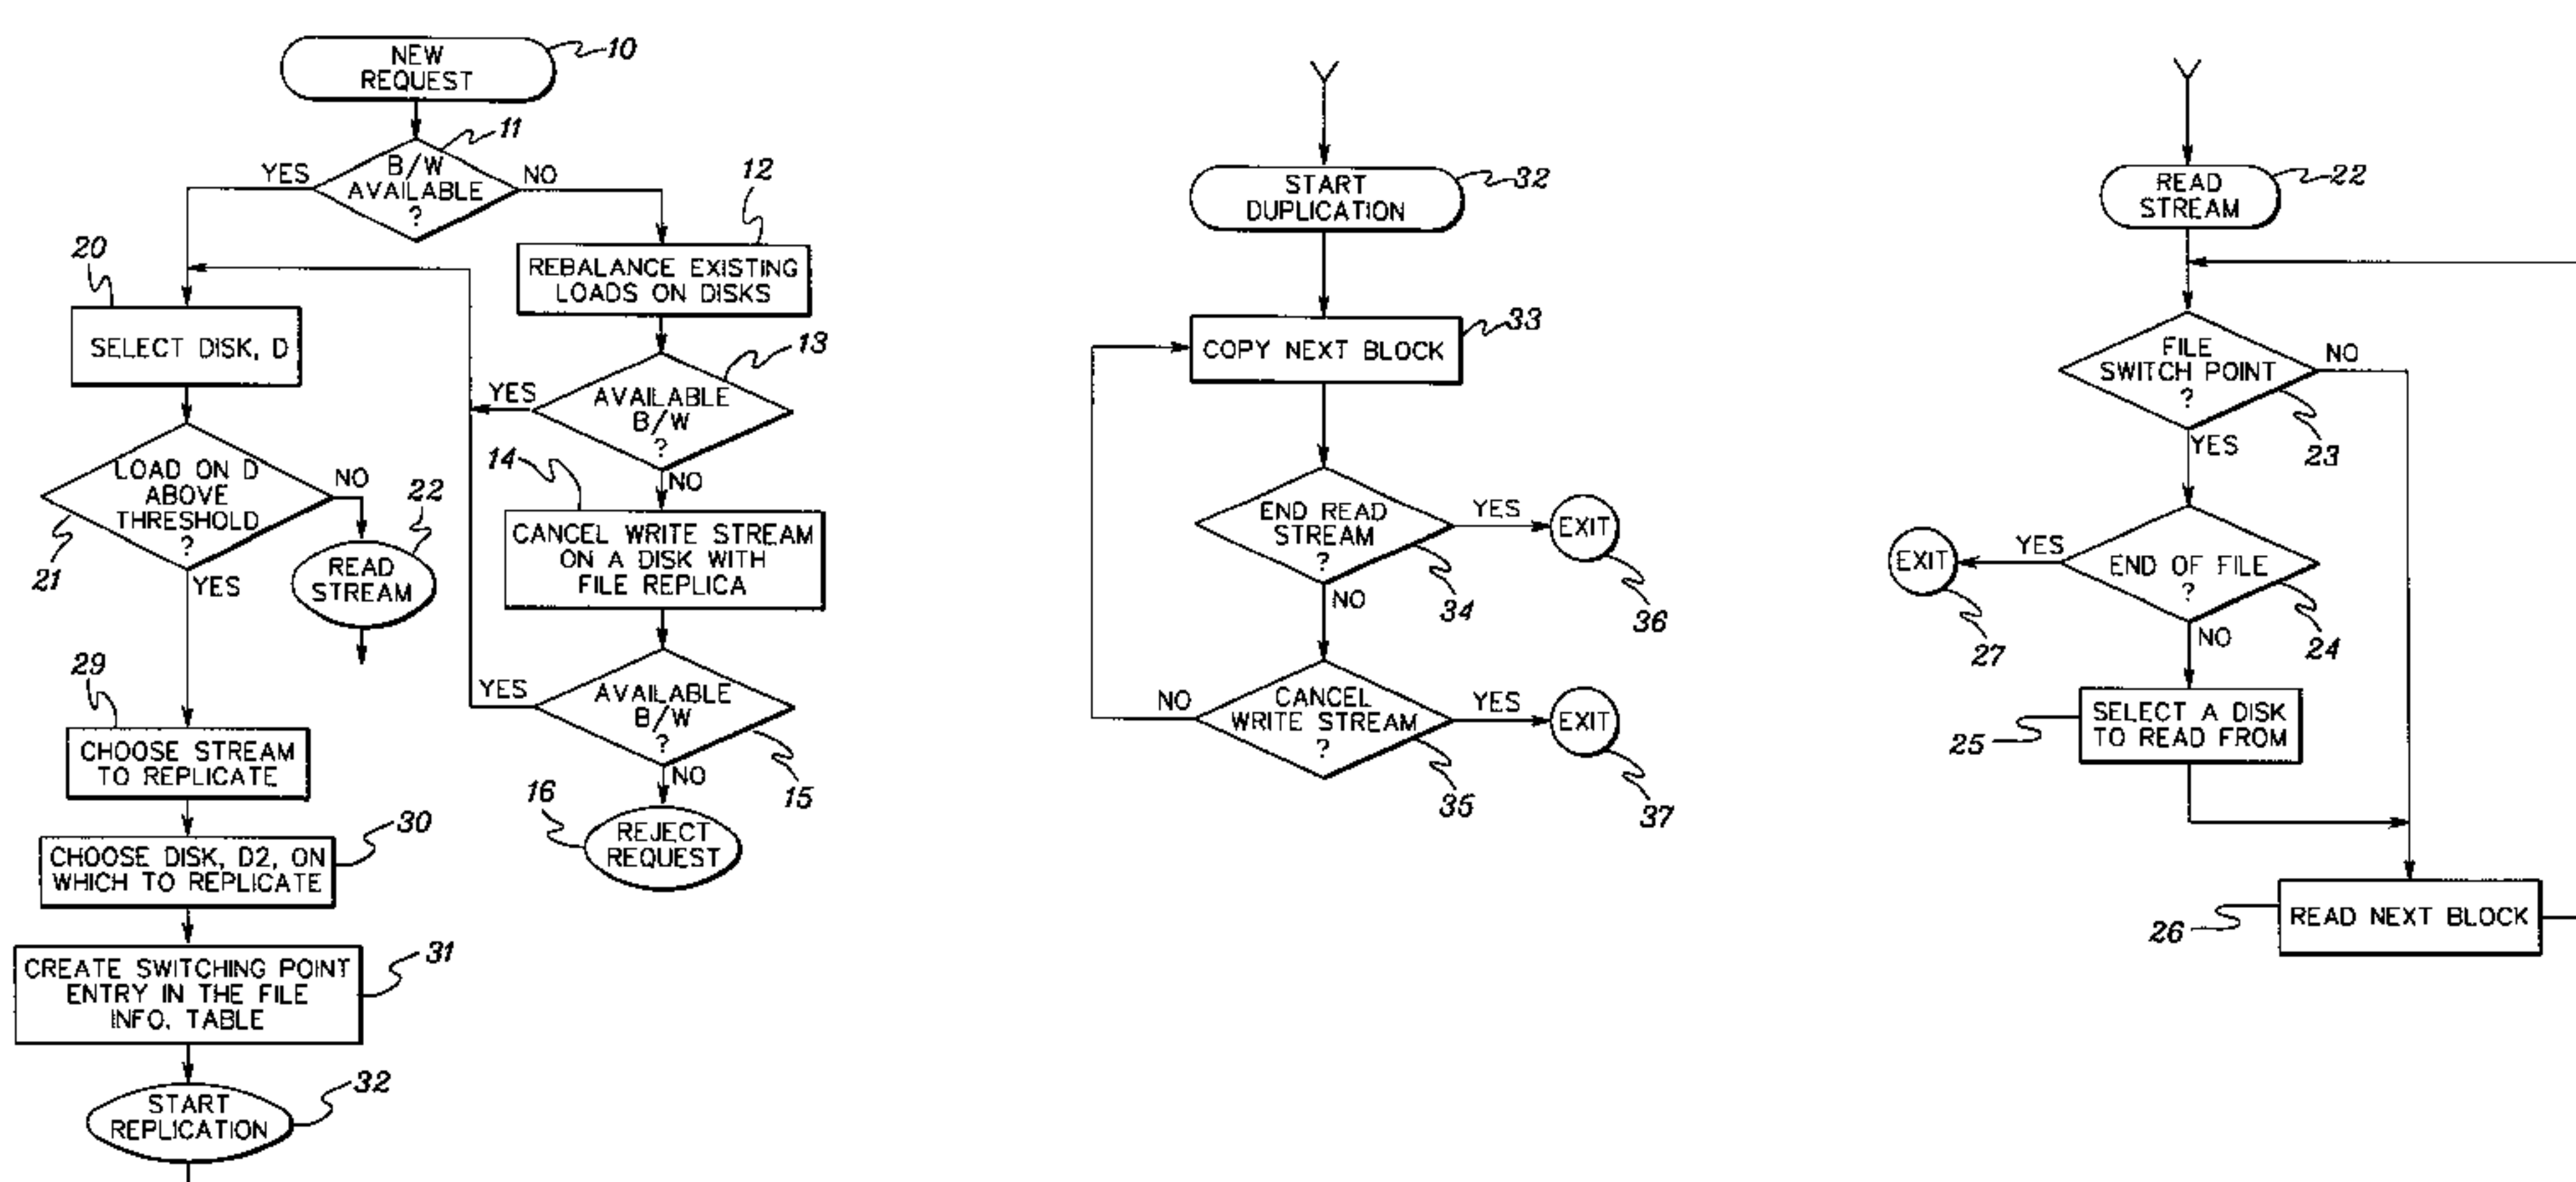 NEW
REQUEST
10
B/W
AVAILABLE
?
11
YES
NO
12
REBALANCE EXISTING
LOADS ON DISKS
20
SELECT DISK, D
AVAILABLE
B/W
?
13
YES
NO
LOAD ON D
ABOVE
THRESHOLD
?
21
NO
YES
22
READ
STREAM
14
CANCEL WRITE STREAM
ON A DISK WITH
FILE REPLICA
AVAILABLE
B/W
?
15
YES
NO
16
REJECT
REQUEST
29
CHOOSE STREAM
TO REPLICATE
30
CHOOSE DISK, D2, ON
WHICH TO REPLICATE
31
CREATE SWITCHING POINT
ENTRY IN THE FILE
INFO. TABLE
32
START
REPLICATION
START
DUPLICATION
32
COPY NEXT BLOCK
33
END READ
STREAM
?
34
YES
EXIT
36
NO
CANCEL
WRITE STREAM
?
35
NO
YES
EXIT
37
READ
STREAM
22
FILE
SWITCH POINT
?
23
NO
YES
END OF FILE
?
24
YES
EXIT
27
NO
SELECT A DISK
TO READ FROM
25
READ NEXT BLOCK
26